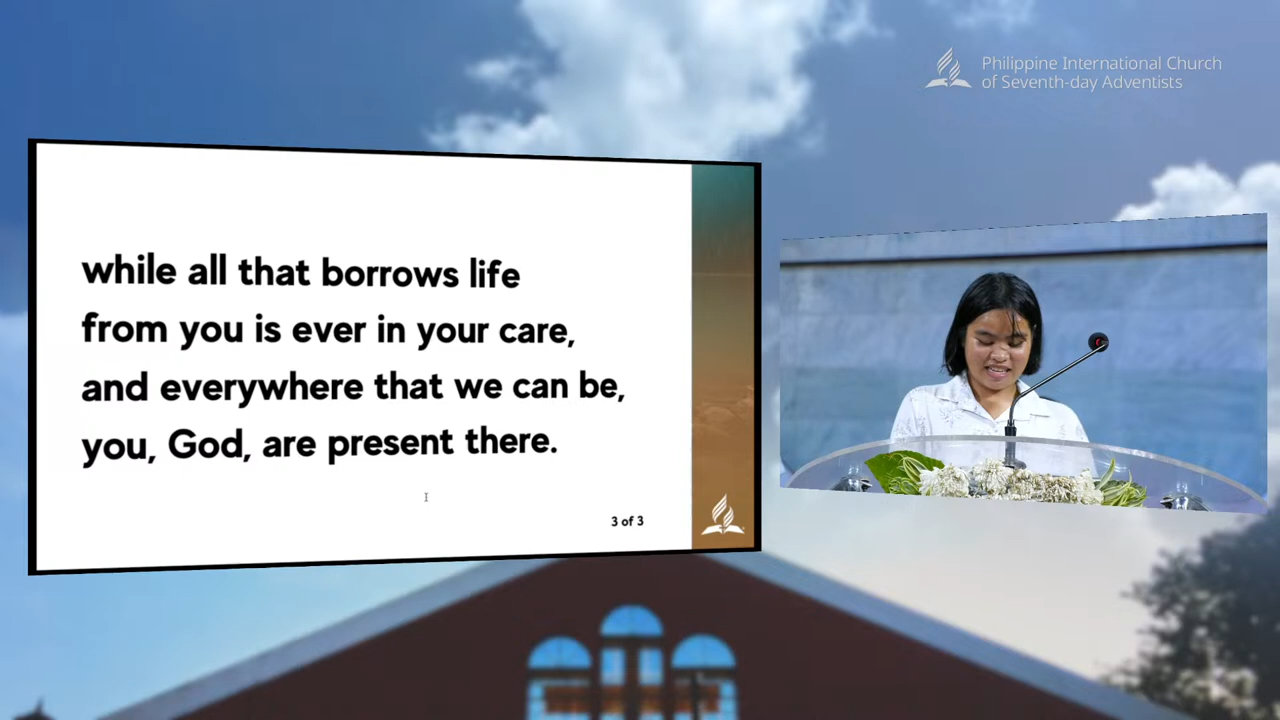 Philippine International Church
of Seventh-day Adventists
while all that borrows life
from you is ever in your care,
and everywhere that we can be,
you, God, are present there.
3 of 3